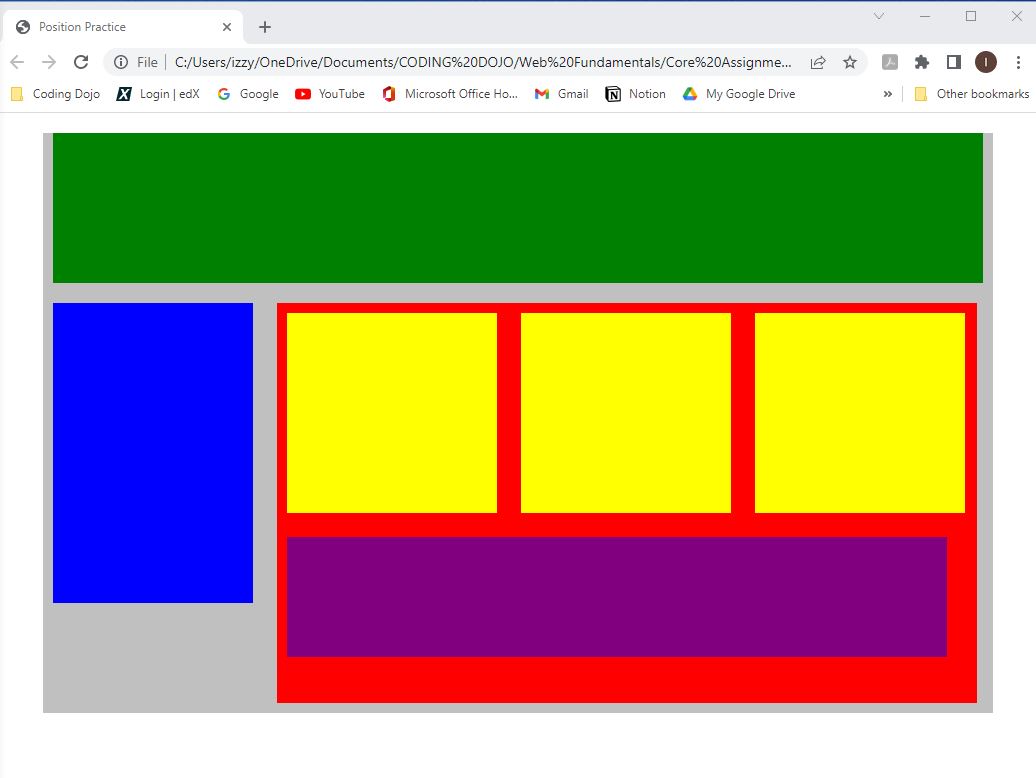 Position Practice
File C:/Users/izzy/OneDrive/Documents/CODING%20DOJO/Web%20Fundamentals/Core%20Assignme... I
Coding Dojo Login | edX Google YouTube Microsoft Office Ho... Gmail Notion My Google Drive » Other bookmarks